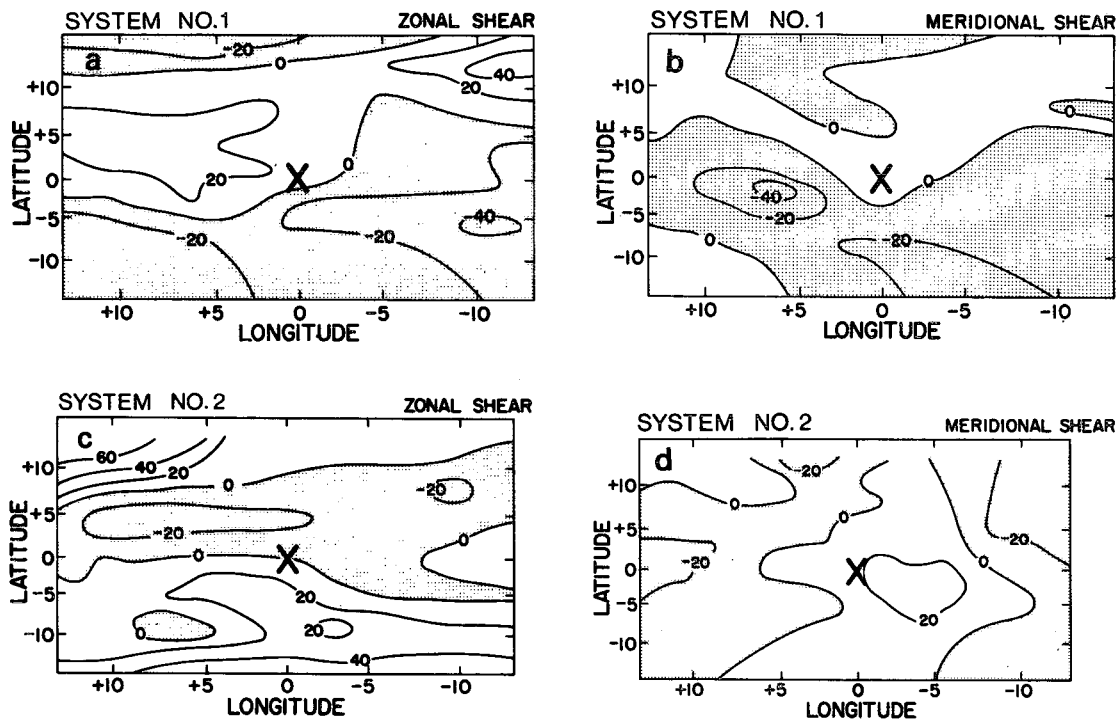 SYSTEM NO.1 ZONAL SHEAR
a
-20
0
40
20
+10
+5
0
-5
-10
LATITUDE
20
0
X
-40
-20
-20
+10 +5 0 -5 -10
LONGITUDE
SYSTEM NO.1 MERIDIONAL SHEAR
b
+10
+5
0
-5
-10
LATITUDE
0
0
X
0
-40
-20
0
-20
+10 +5 0 -5 -10
LONGITUDE
SYSTEM NO.2 ZONAL SHEAR
c
60
40
20
0
-20
+10
+5
0
-5
-10
LATITUDE
-20
0
X
0
20
0
20
40
+10 +5 0 -5 -10
LONGITUDE
SYSTEM NO.2 MERIDIONAL SHEAR
d
-20
0
0
+10
+5
0
-5
-10
LATITUDE
-20
-20
X
0
20
+10 +5 0 -5 -10
LONGITUDE